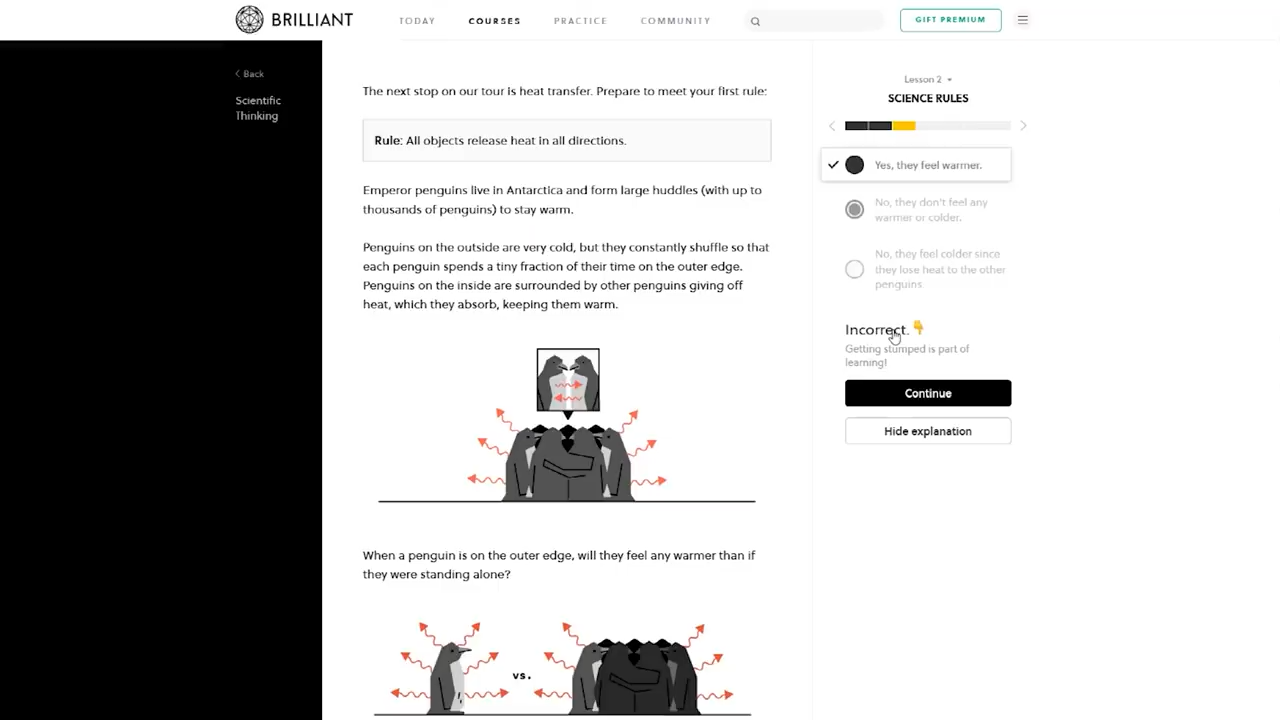 BRILLIANT
TODAY
COURSES
PRACTICE
COMMUNITY
GIFT PREMIUM
Back
Scientific
Thinking
The next stop on our tour is heat transfer. Prepare to meet your first rule:
Rule: All objects release heat in all directions.
Emperor penguins live in Antarctica and form large huddles (with up to
thousands of penguins) to stay warm.
Penguins on the outside are very cold, but they constantly shuffle so that
each penguin spends a tiny fraction of their time on the outer edge.
Penguins on the inside are surrounded by other penguins giving off
heat, which they absorb, keeping them warm.
When a penguin is on the outer edge, will they feel any warmer than if
they were standing alone?
vs.
Lesson 2
SCIENCE RULES
Yes, they feel warmer.
No, they don't feel any
warmer or colder.
No, they feel colder since
they lose heat to the other
penguins
Incorrect.
Getting stumped is part of
learning!
Continue
Hide explanation